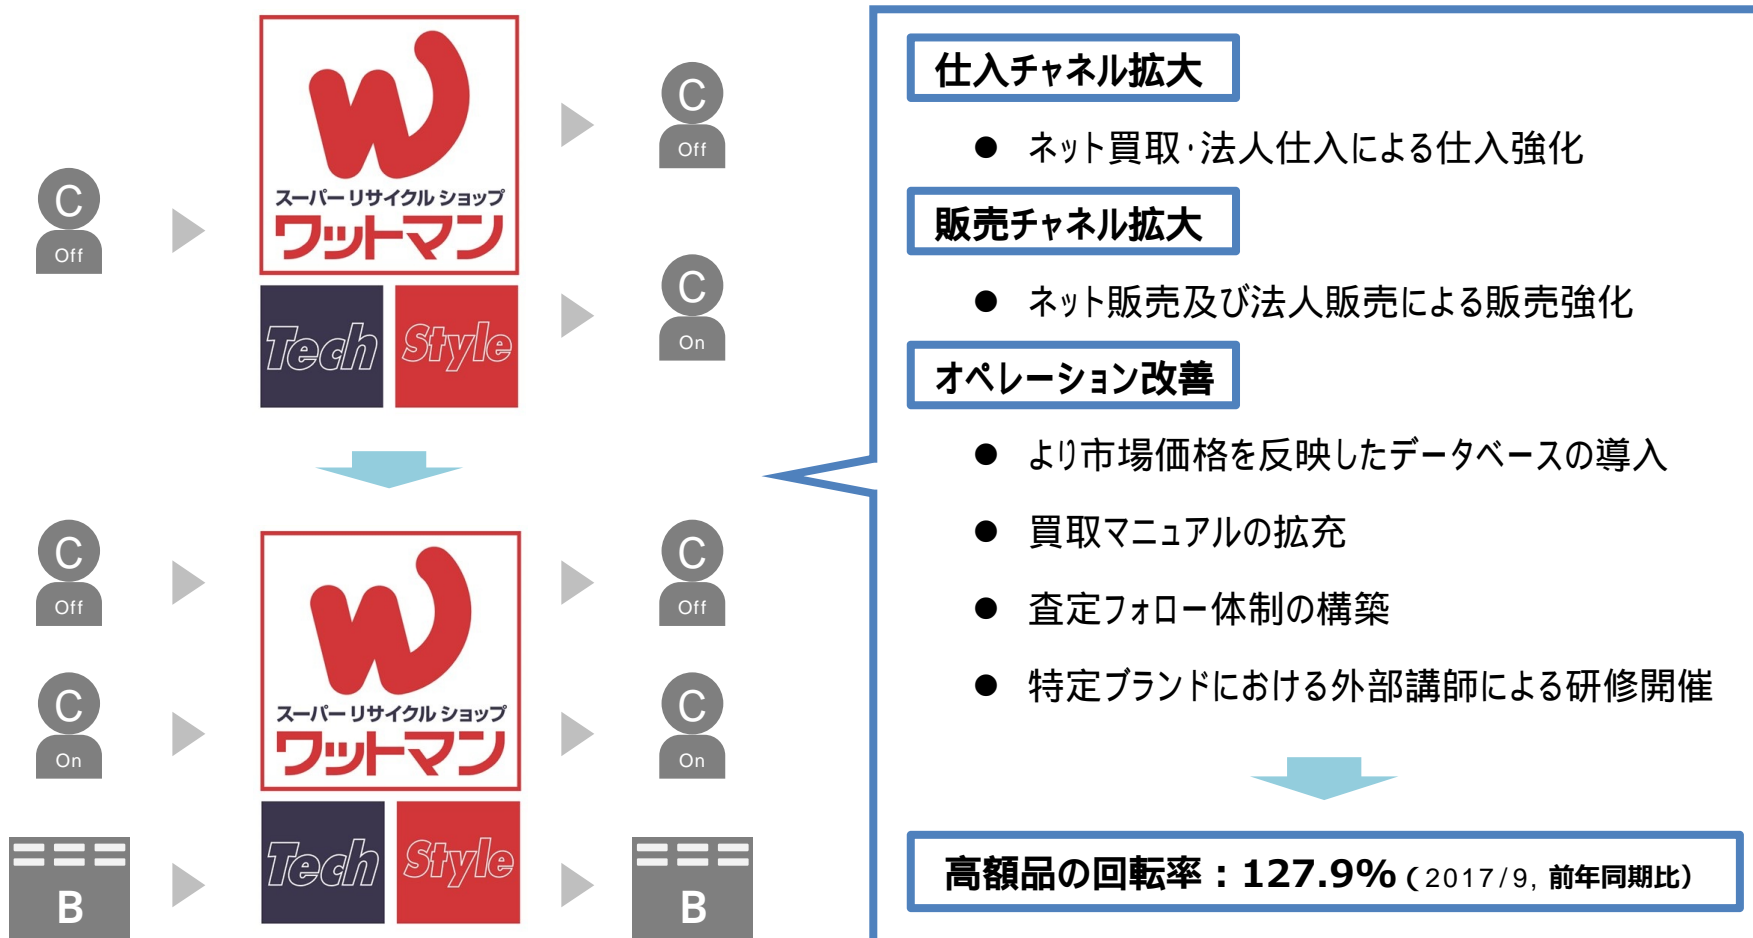 C
Off
スーパー リサイクル ショップ
ワットマン
Tech Style
C
Off
C
On
C
Off
C
On
B
スーパー リサイクル ショップ
ワットマン
Tech Style
C
Off
C
On
B
仕入チャネル拡大
● ネット買取・法人仕入による仕入強化
販売チャネル拡大
● ネット販売及び法人販売による販売強化
オペレーション改善
● より市場価格を反映したデータベースの導入
● 買取マニュアルの拡充
● 査定フォロー体制の構築
● 特定ブランドにおける外部講師による研修開催
高額品の回転率：127.9%（2017/9, 前年同期比）